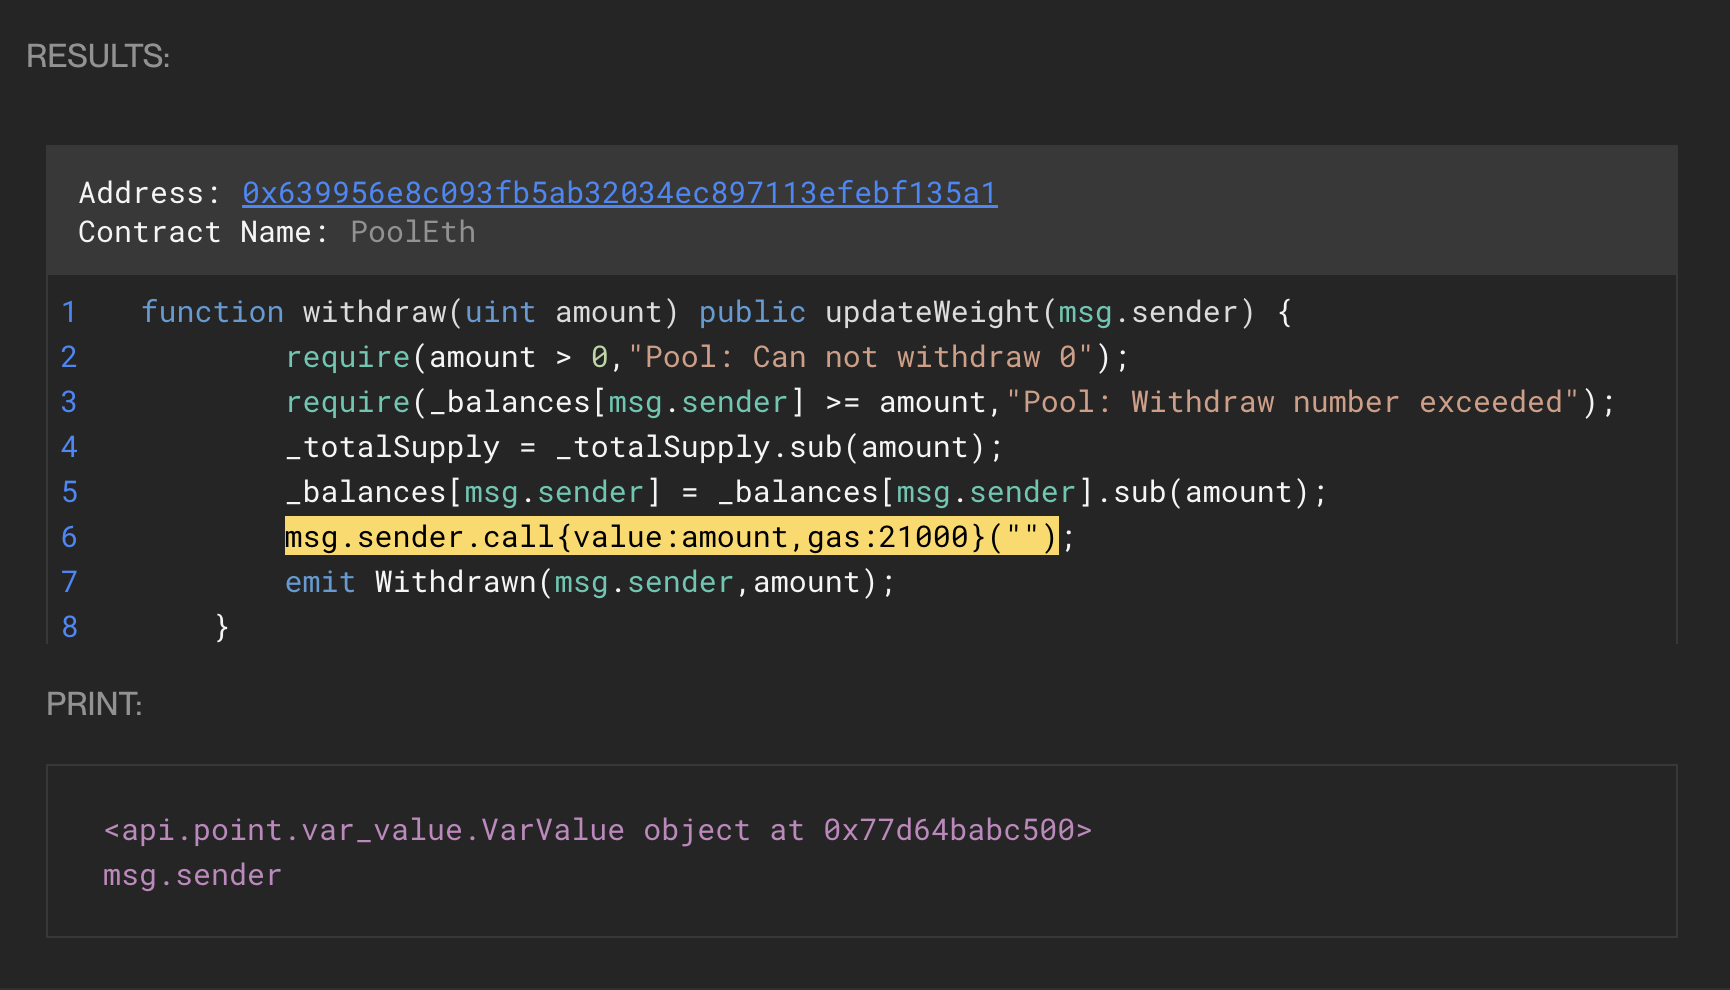 RESULTS:
Address: 0x639956e8c093fb5ab32034ec897113efebf135a1
Contract Name: PoolEth
1 function withdraw(uint amount) public updateWeight(msg.sender) {
2 require(amount > 0,"Pool: Can not withdraw 0");
3 require(_balances[msg.sender] >= amount,"Pool: Withdraw number exceeded");
4 _totalSupply = _totalSupply.sub(amount);
5 _balances[msg.sender] = _balances[msg.sender].sub(amount);
6 msg.sender.call{value:amount,gas:21000}("");
7 emit Withdrawn(msg.sender,amount);
8 }
PRINT:
<api.point.var_value.VarValue object at 0x77d64babc500>
msg.sender